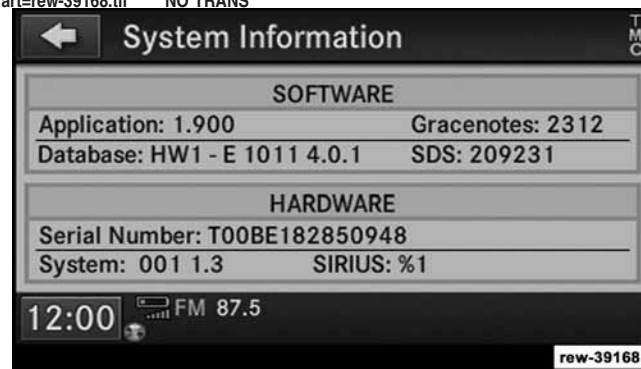 art=rew-39168.tif NO TRANS
System Information
TMC
SOFTWARE
Application: 1.900 Gracenotes: 2312
Database: HW1 - E 1011 4.0.1 SDS: 209231
HARDWARE
Serial Number: T00BE182850948
System: 001 1.3 SIRIUS: %1
12:00 FM 87.5
rew-39168